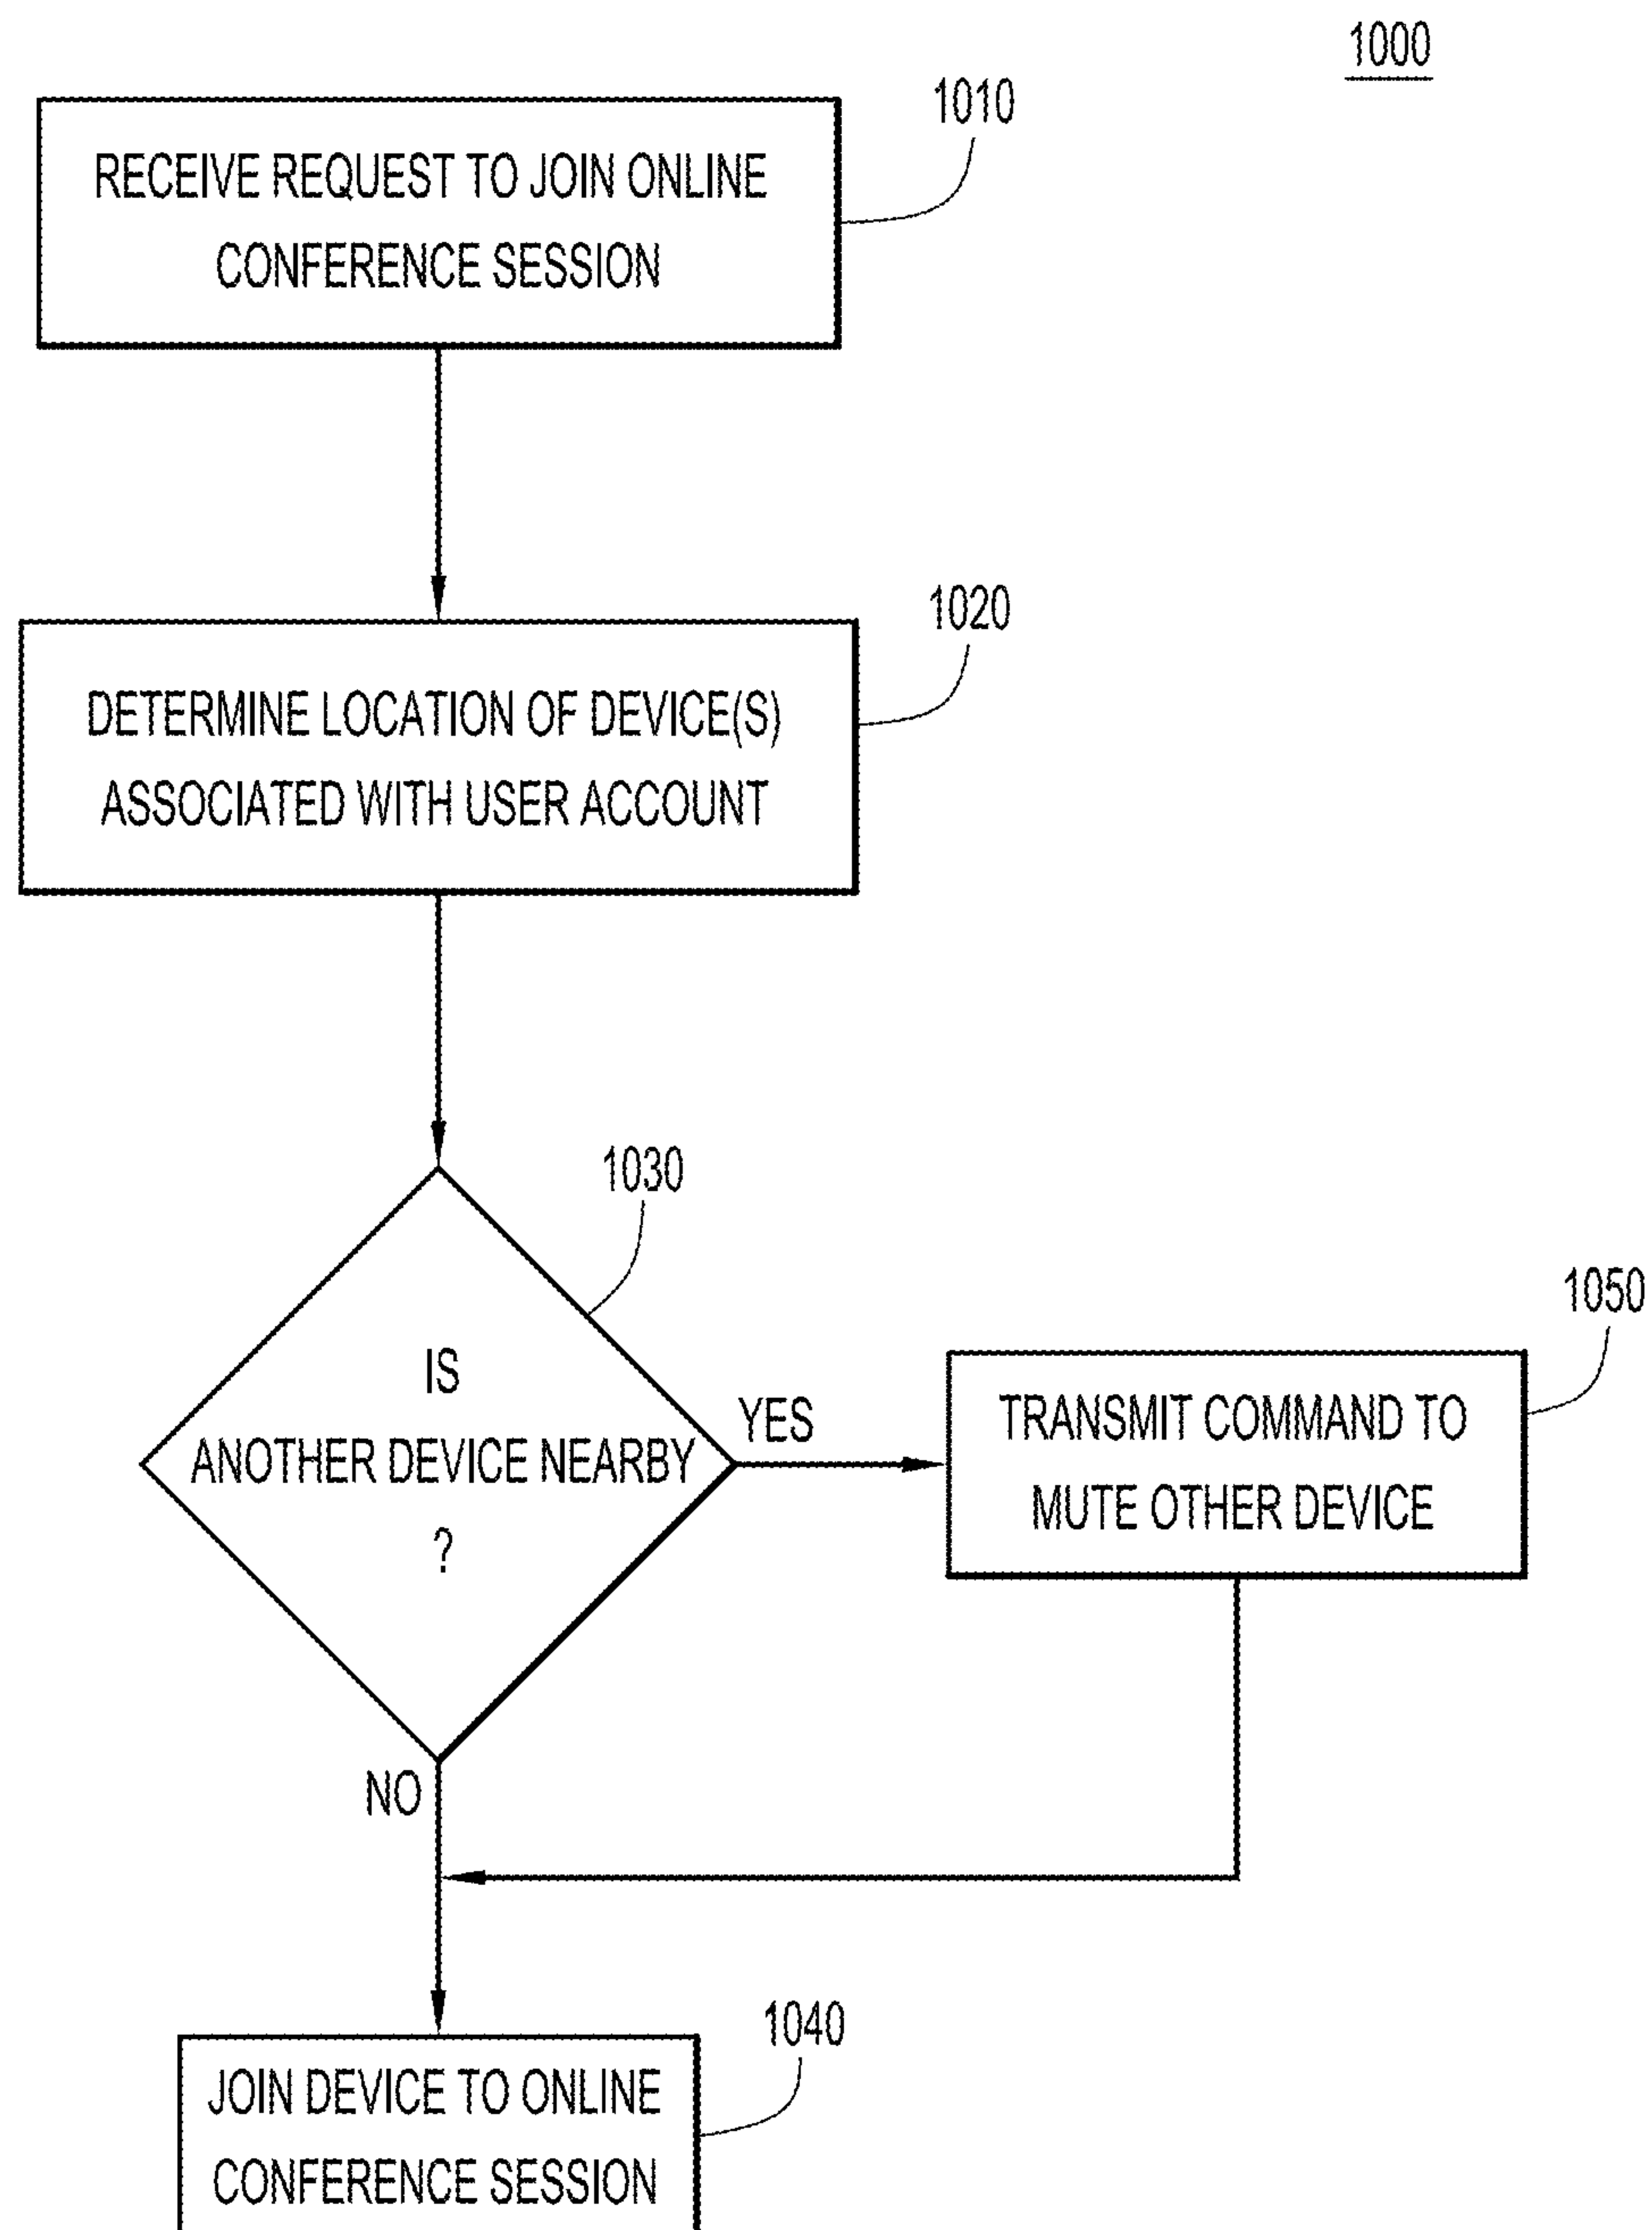 1000
1010
RECEIVE REQUEST TO JOIN ONLINE
CONFERENCE SESSION
1020
DETERMINE LOCATION OF DEVICE(S)
ASSOCIATED WITH USER ACCOUNT
1030
IS
ANOTHER DEVICE NEARBY
?
YES
1050
TRANSMIT COMMAND TO
MUTE OTHER DEVICE
NO
1040
JOIN DEVICE TO ONLINE
CONFERENCE SESSION